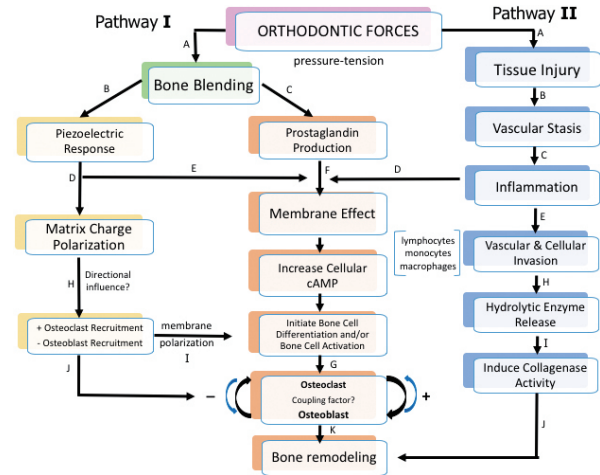 Pathway I
Pathway II
ORTHODONTIC FORCES
pressure-tension
A
A
Bone Blending
Tissue Injury
B
C
B
Piezoelectric
Response
Prostaglandin
Production
Vascular Stasis
C
D
E
F
D
Inflammation
Matrix Charge
Polarization
Membrane Effect
E
lymphocytes
monocytes
macrophages
Vascular & Cellular
Invasion
H
Directional
influence?
Increase Cellular
cAMP
H
Hydrolytic Enzyme
Release
+ Osteoclast Recruitment
- Osteoblast Recruitment
membrane
polarization
I
Initiate Bone Cell
Differentiation and/or
Bone Cell Activation
I
J
G
Induce Collagenase
Activity
–
Osteoclast
Coupling factor?
Osteoblast
+
K
J
Bone remodeling